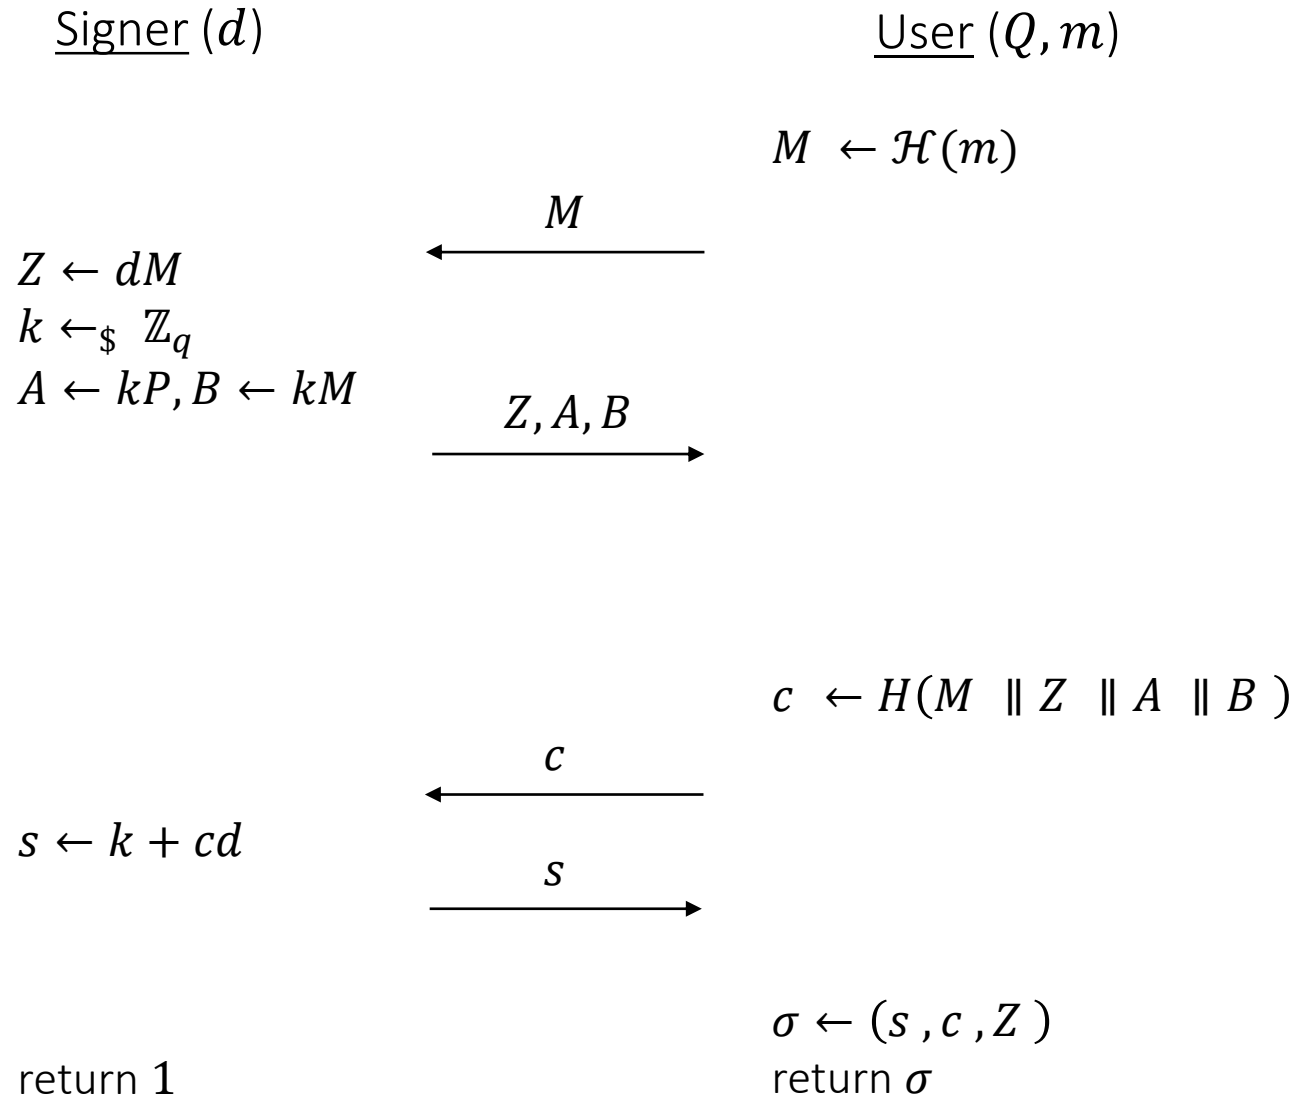 Signer (d)
User (Q, m)
M ← ℋ(m)
M
Z ← dM
k ←$ ℤq
A ← kP, B ← kM
Z, A, B
c ← H(M ∥ Z ∥ A ∥ B )
c
s ← k + cd
s
σ ← (s , c , Z )
return 1
return σ